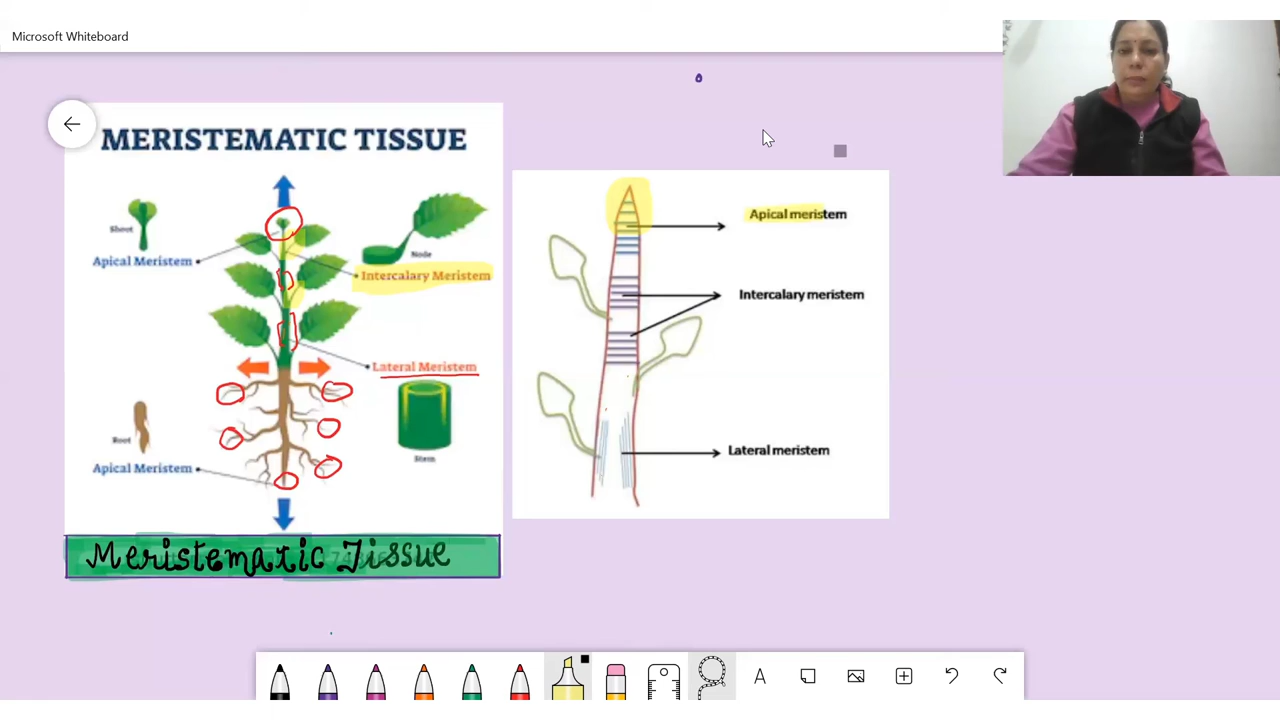 Microsoft Whiteboard
MERISTEMATIC TISSUE
Shoot
Apical Meristem
Node
Intercalary Meristem
Lateral Meristem
Root
Apical Meristem
Stem
Meristematic Tissue
Apical meristem
Intercalary meristem
Lateral meristem
A